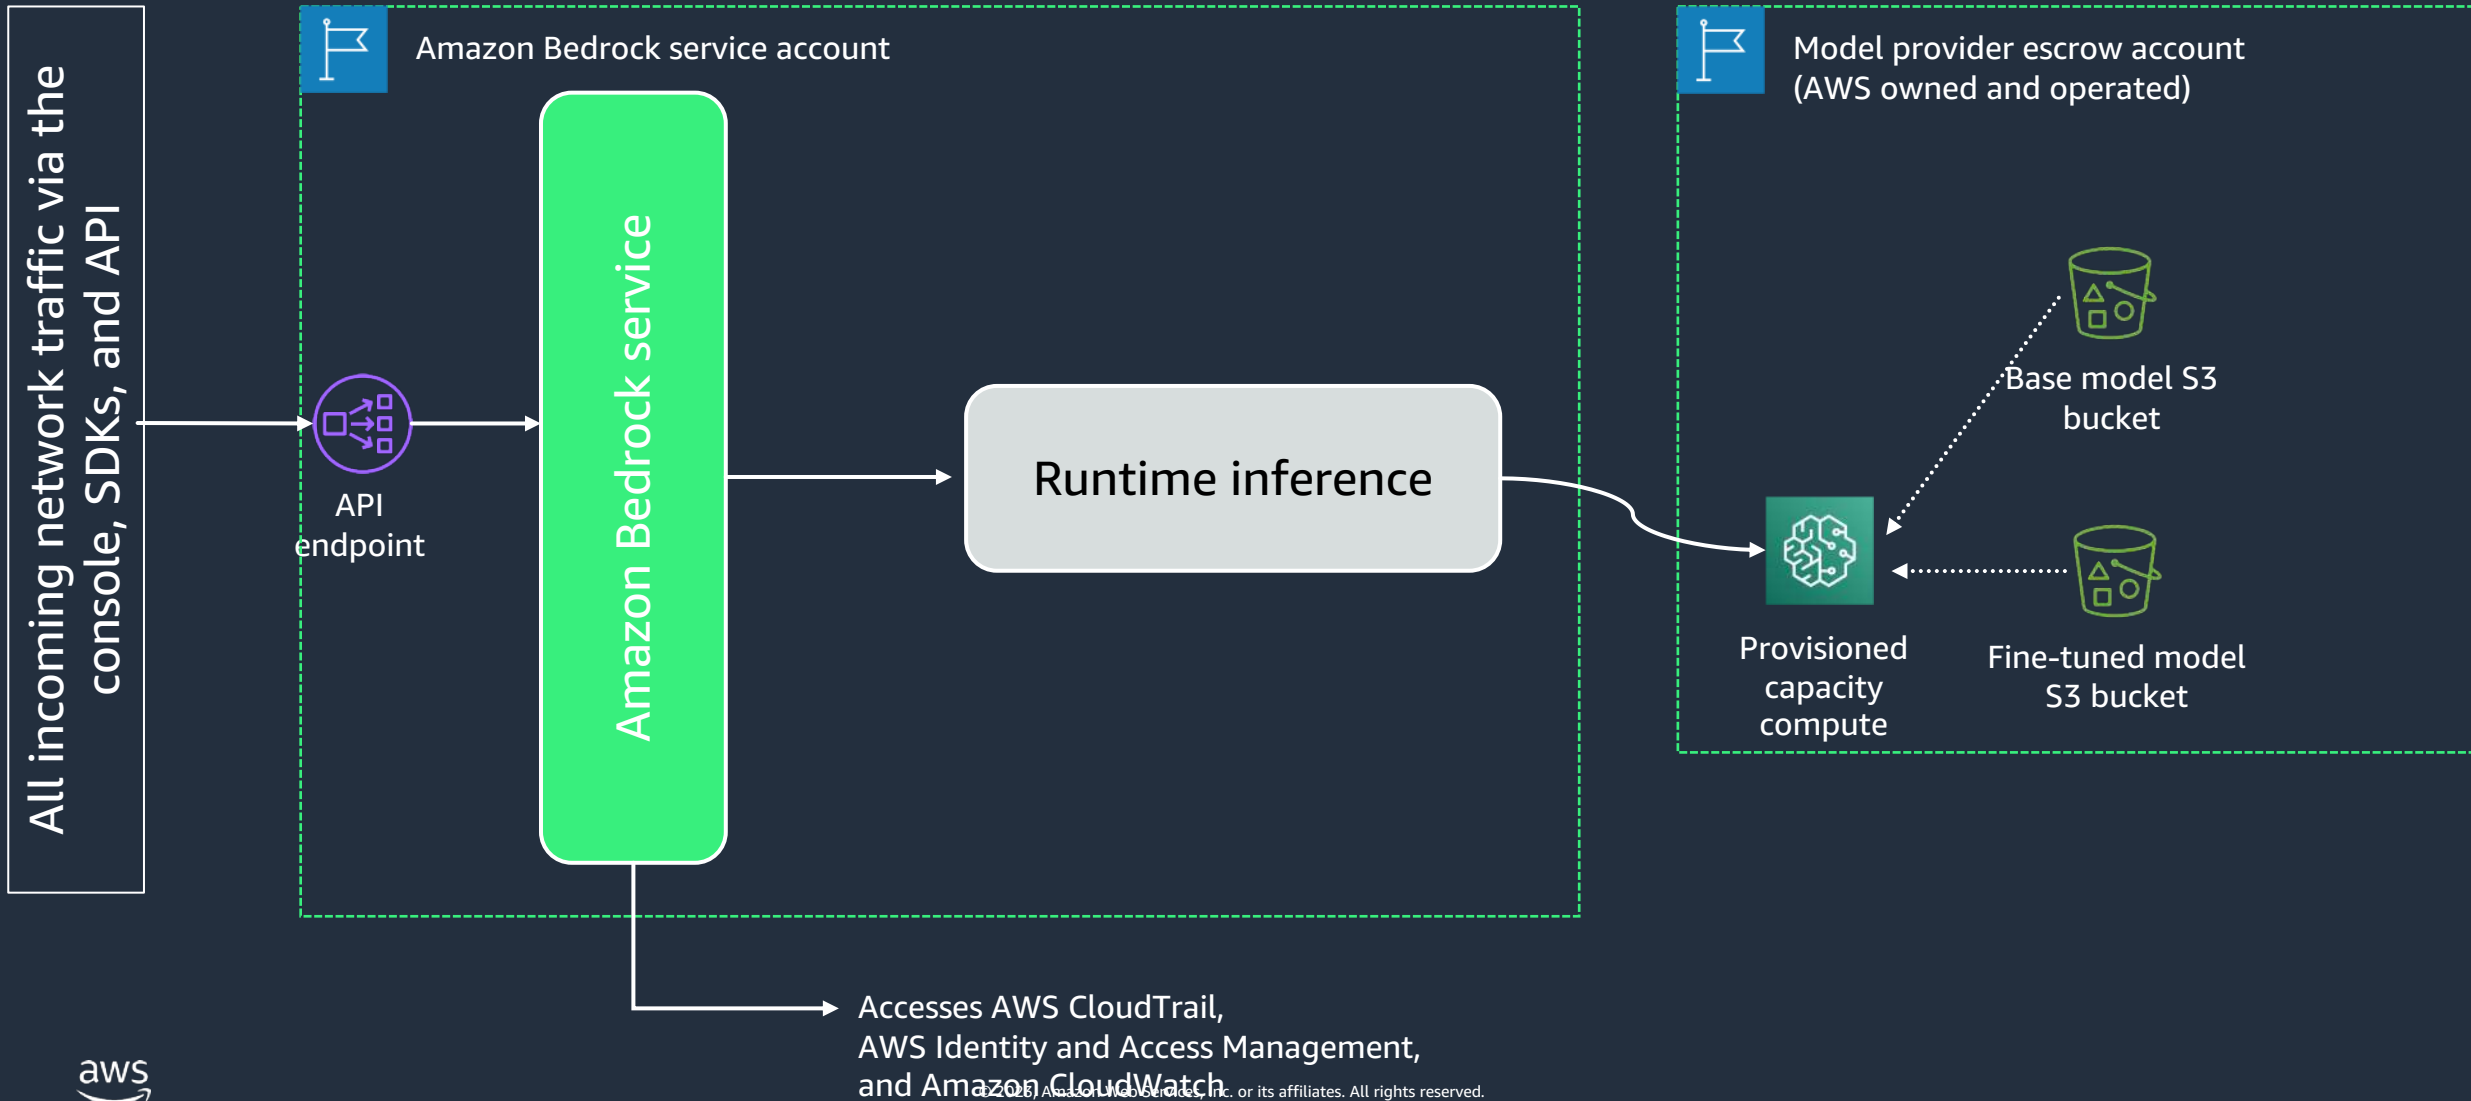 All incoming network traffic via the
console, SDKs, and API
Amazon Bedrock service account
API
endpoint
Amazon Bedrock service
Runtime inference
Model provider escrow account
(AWS owned and operated)
Base model S3
bucket
Provisioned
capacity
compute
Fine-tuned model
S3 bucket
Accesses AWS CloudTrail,
AWS Identity and Access Management,
and Amazon CloudWatch
aws
© 2023, Amazon Web Services, Inc. or its affiliates. All rights reserved.